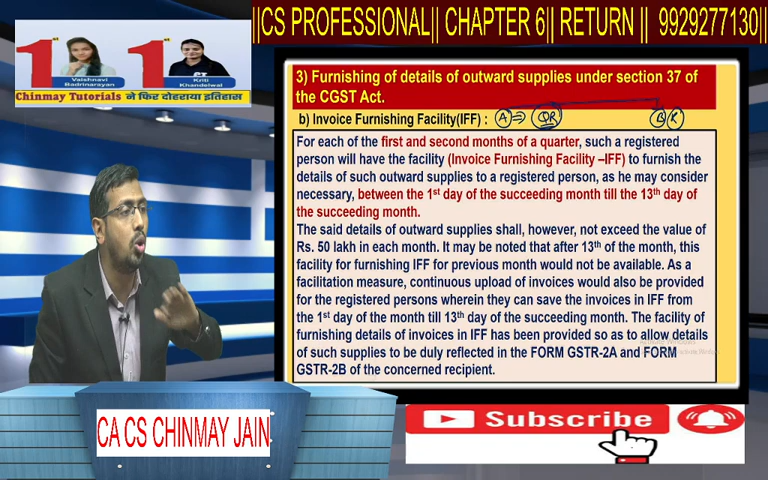 ||CS PROFESSIONAL|| CHAPTER 6|| RETURN || 9929277130||
1st
1st
Vaishnavi
Badrinarayan
Kriti
Khandelwal
Chinmay Tutorials ने फिर दोहराया इतिहास
3) Furnishing of details of outward supplies under section 37 of
the CGST Act.
b) Invoice Furnishing Facility(IFF) : A ⇒ QR B R
For each of the first and second months of a quarter, such a registered
person will have the facility (Invoice Furnishing Facility –IFF) to furnish the
details of such outward supplies to a registered person, as he may consider
necessary, between the 1st day of the succeeding month till the 13th day of
the succeeding month.
The said details of outward supplies shall, however, not exceed the value of
Rs. 50 lakh in each month. It may be noted that after 13th of the month, this
facility for furnishing IFF for previous month would not be available. As a
facilitation measure, continuous upload of invoices would also be provided
for the registered persons wherein they can save the invoices in IFF from
the 1st day of the month till 13th day of the succeeding month. The facility of
furnishing details of invoices in IFF has been provided so as to allow details
of such supplies to be duly reflected in the FORM GSTR-2A and FORM
GSTR-2B of the concerned recipient.
CA CS CHINMAY JAIN
Subscribe